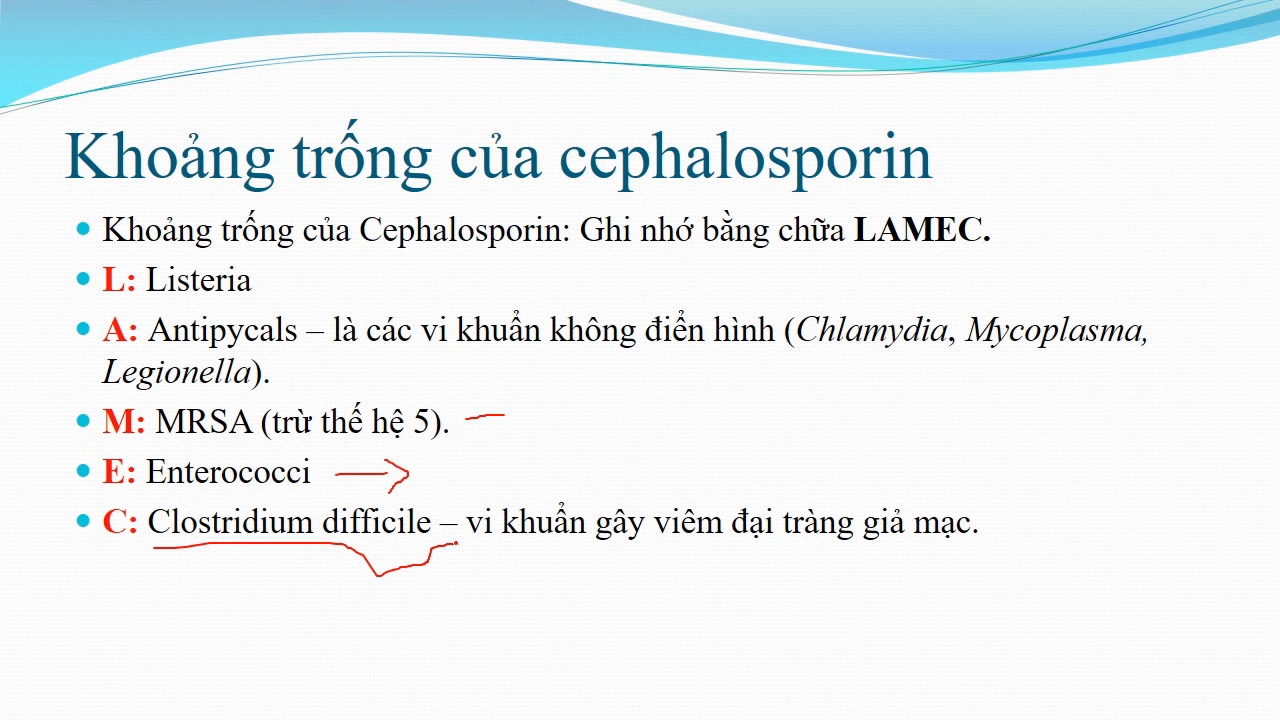 Khoảng trống của cephalosporin
Khoảng trống của Cephalosporin: Ghi nhớ bằng chữa LAMEC.
L: Listeria
A: Antipycals – là các vi khuẩn không điển hình (Chlamydia, Mycoplasma,
Legionella).
M: MRSA (trừ thế hệ 5).
E: Enterococci
C: Clostridium difficile – vi khuẩn gây viêm đại tràng giả mạc.